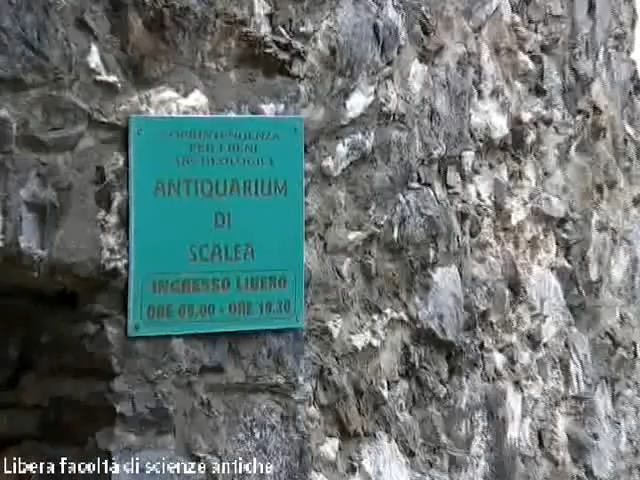 SOPRINTENDENZA
PER I BENI
ARCHEOLOGICI
ANTIQUARIUM
DI
SCALEA
INGRESSO LIBERO
ORE 09.00 - ORE 19.30
Libera facoltà di scienze antiche